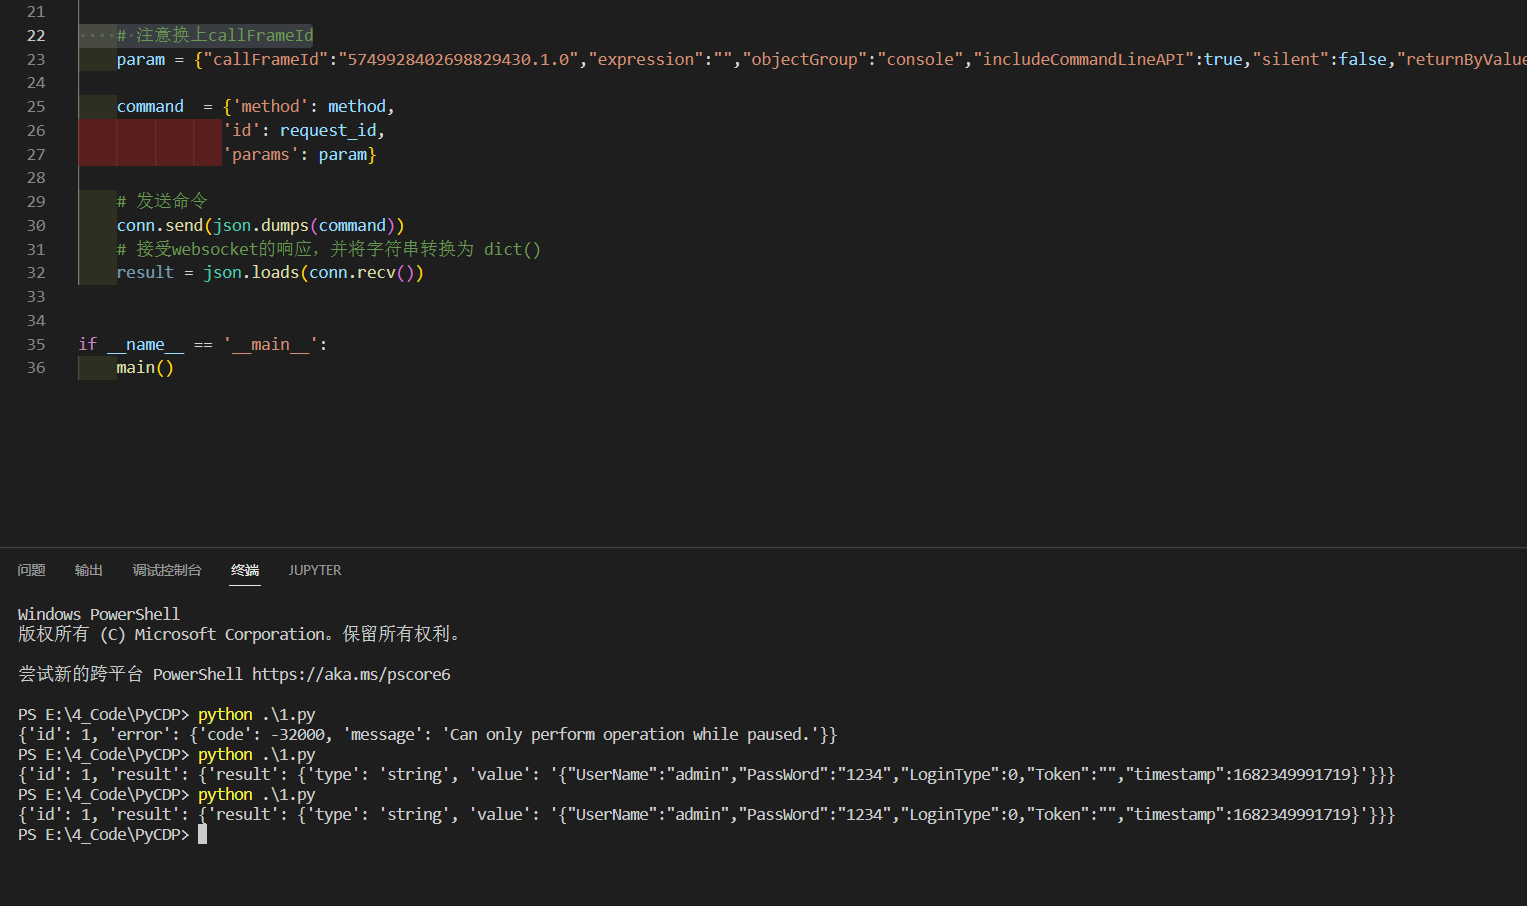 21
22 # 注意换上callFrameId
23 param = {"callFrameId":"5749928402698829430.1.0","expression":"","objectGroup":"console","includeCommandLineAPI":true,"silent":false,"returnByValue
24
25 command  = {'method': method,
26 'id': request_id,
27 'params': param}
28
29 # 发送命令
30 conn.send(json.dumps(command))
31 # 接受websocket的响应，并将字符串转换为 dict()
32 result = json.loads(conn.recv())
33
34
35 if __name__ == '__main__':
36 main()
问题 输出 调试控制台 终端 JUPYTER
Windows PowerShell
版权所有 (C) Microsoft Corporation。保留所有权利。
尝试新的跨平台 PowerShell https://aka.ms/pscore6
PS E:\4_Code\PyCDP> python .\1.py
{'id': 1, 'error': {'code': -32000, 'message': 'Can only perform operation while paused.'}}
PS E:\4_Code\PyCDP> python .\1.py
{'id': 1, 'result': {'result': {'type': 'string', 'value': '{"UserName":"admin","PassWord":"1234","LoginType":0,"Token":"","timestamp":1682349991719}'}}}
PS E:\4_Code\PyCDP> python .\1.py
{'id': 1, 'result': {'result': {'type': 'string', 'value': '{"UserName":"admin","PassWord":"1234","LoginType":0,"Token":"","timestamp":1682349991719}'}}}
PS E:\4_Code\PyCDP>